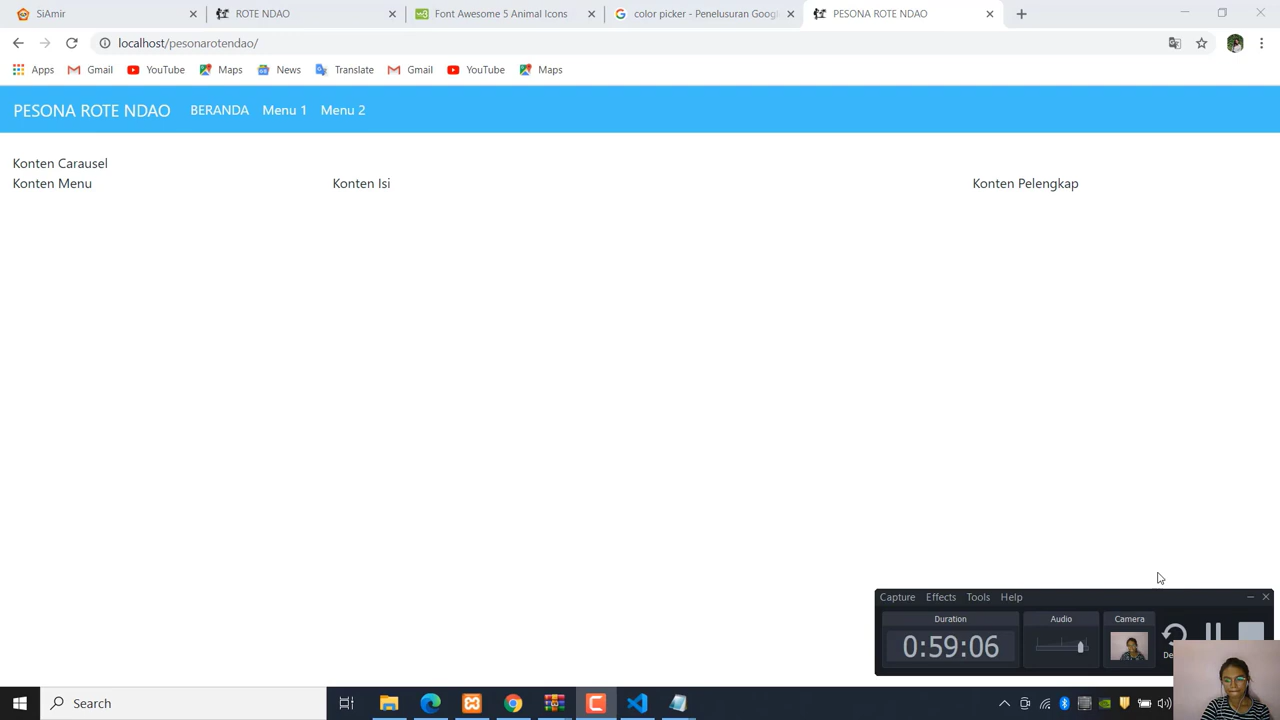 SiAmir
ROTE NDAO
Font Awesome 5 Animal Icons
color picker - Penelusuran Googl
PESONA ROTE NDAO
localhost/pesonarotendao/
Apps Gmail YouTube Maps News Translate Gmail YouTube Maps
PESONA ROTE NDAO BERANDA Menu 1 Menu 2
Konten Carausel
Konten Menu Konten Isi Konten Pelengkap
Capture Effects Tools Help
Duration Audio Camera
0:59:06
De
Search